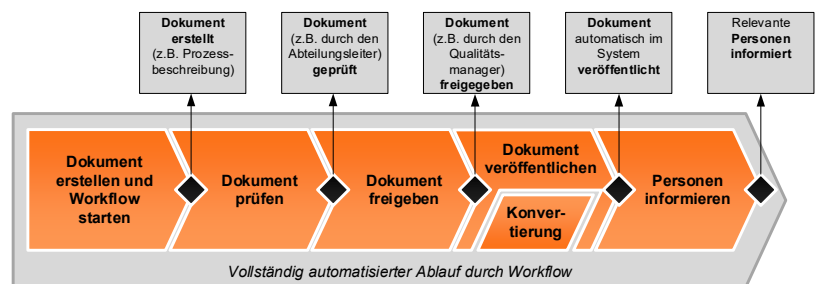 Dokument
erstellt
(z.B. Prozess-
beschreibung)
Dokument
(z.B. durch den
Abteilungsleiter)
geprüft
Dokument
(z.B. durch den
Qualitäts-
manager)
freigegeben
Dokument
automatisch im
System
veröffentlicht
Relevante
Personen
informiert
Dokument
erstellen und
Workflow
starten
Dokument
prüfen
Dokument
freigeben
Dokument
veröffentlichen
Konver-
tierung
Personen
informieren
Vollständig automatisierter Ablauf durch Workflow